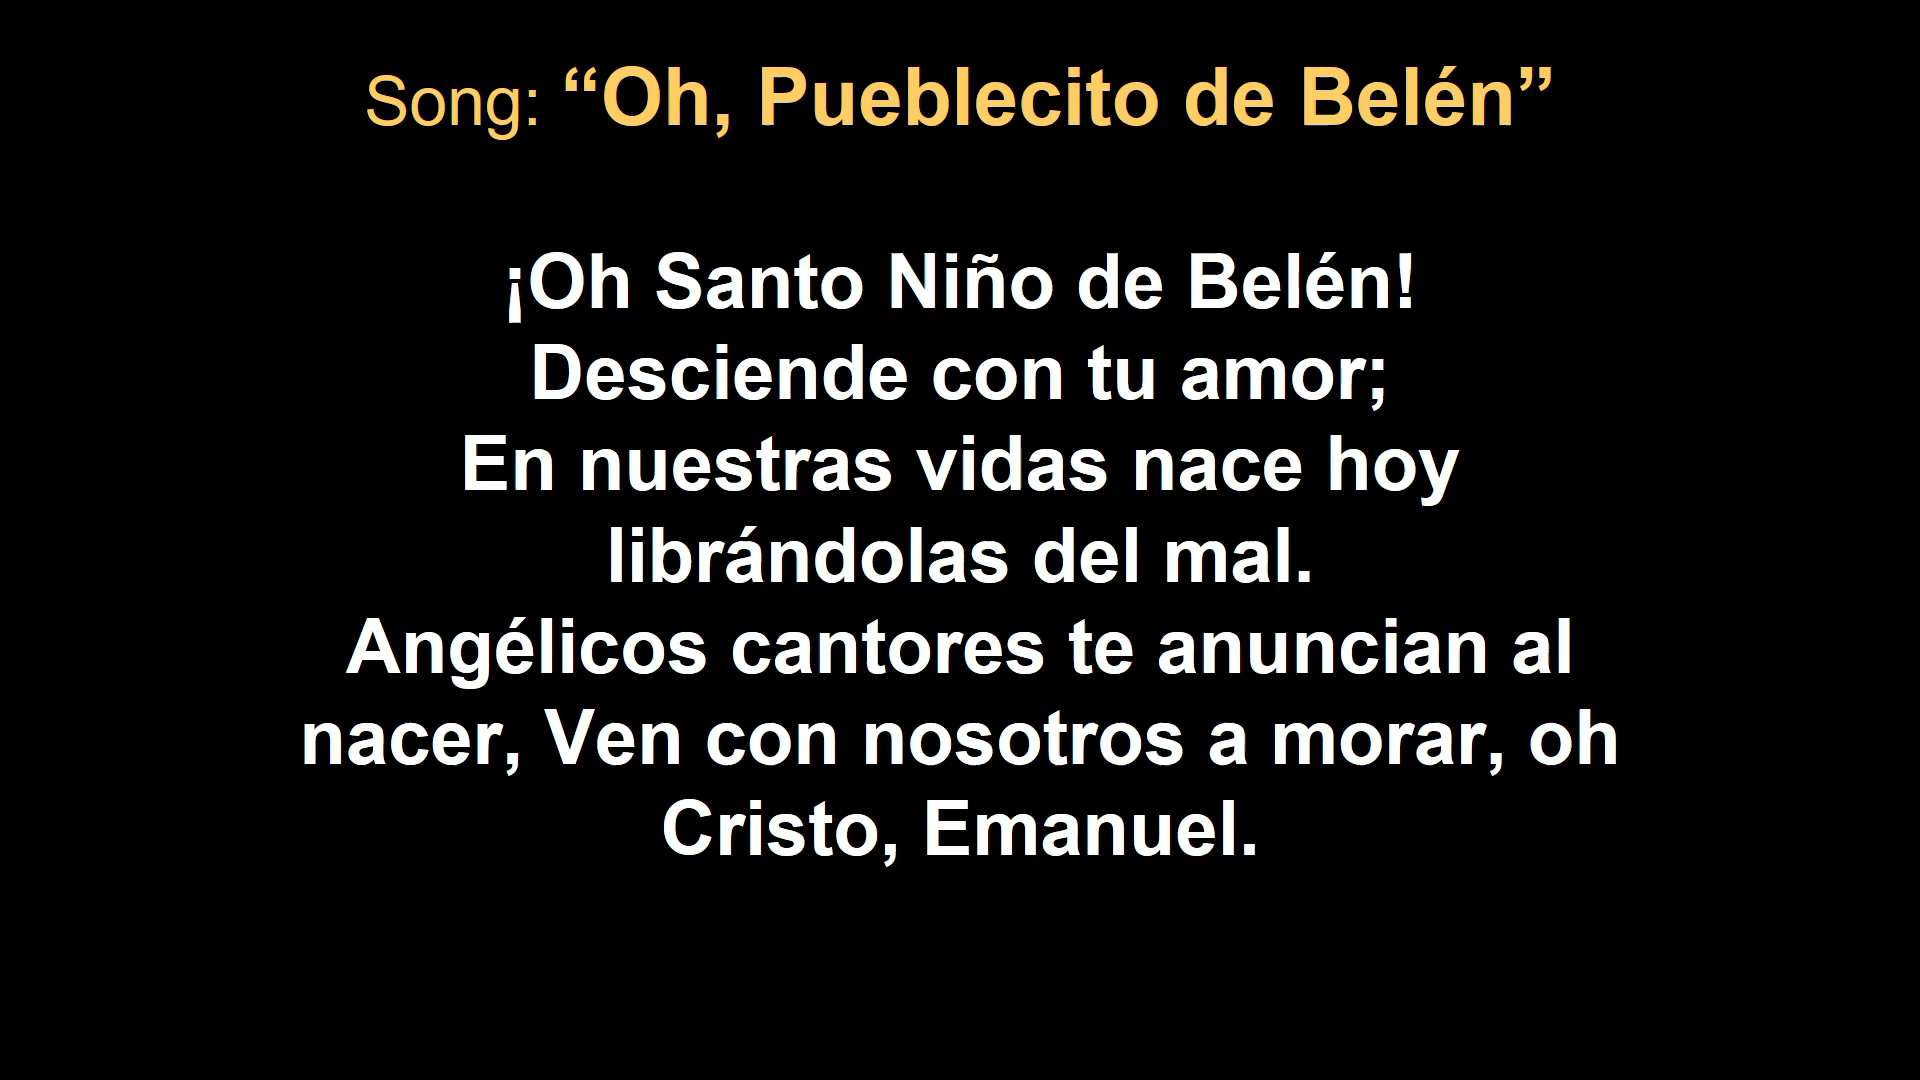 Song: “Oh, Pueblecito de Belén”
¡Oh Santo Niño de Belén!
Desciende con tu amor;
En nuestras vidas nace hoy
librándolas del mal.
Angélicos cantores te anuncian al
nacer, Ven con nosotros a morar, oh
Cristo, Emanuel.